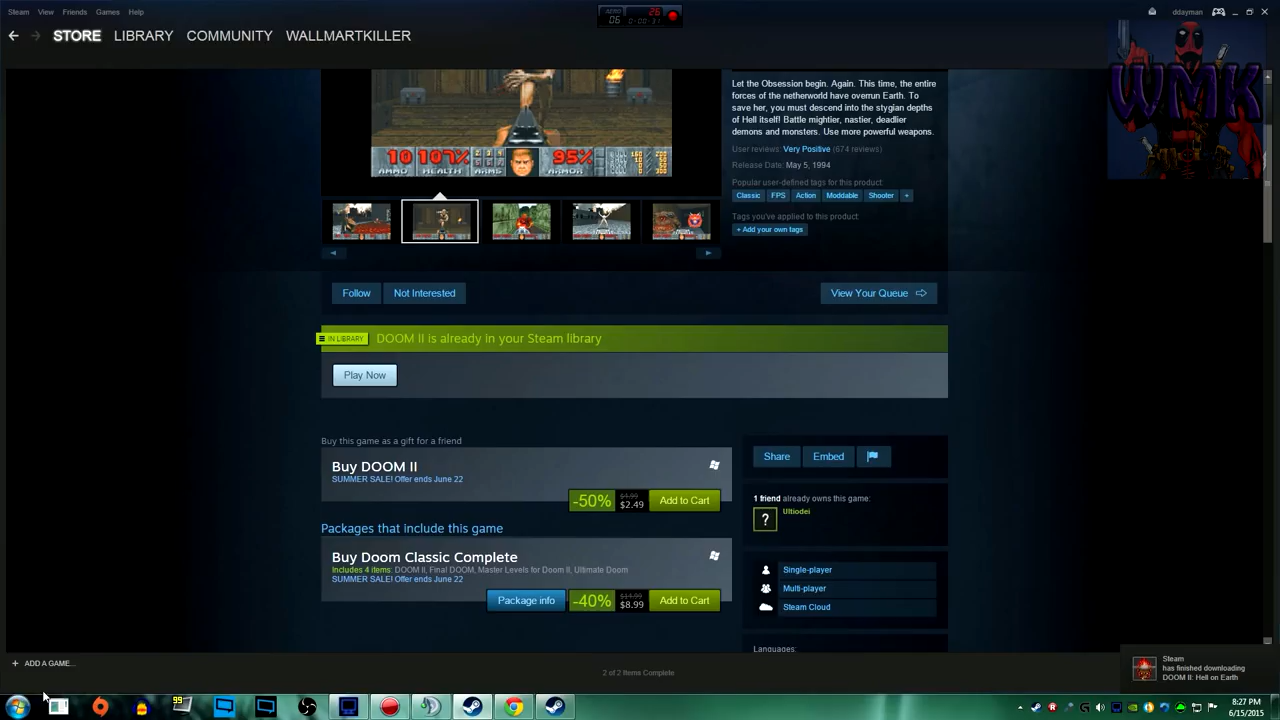 Steam View Friends Games Help
AERO 26
06 0:00:31
ddayman
STORE LIBRARY COMMUNITY WALLMARTKILLER
WMK
Let the Obsession begin. Again. This time, the entire
forces of the netherworld have overrun Earth. To
save her, you must descend into the stygian depths
of Hell itself! Battle mightier, nastier, deadlier
demons and monsters. Use more powerful weapons.
User reviews: Very Positive (674 reviews)
Release Date: May 5, 1994
Popular user-defined tags for this product:
Classic FPS Action Moddable Shooter +
Tags you've applied to this product:
+ Add your own tags
10 107% 95%
AMMO HEALTH ARMS ARMOR
Follow Not Interested View Your Queue
IN LIBRARY DOOM II is already in your Steam library
Play Now
Buy this game as a gift for a friend
Buy DOOM II
SUMMER SALE! Offer ends June 22
-50% $4.99 $2.49 Add to Cart
Packages that include this game
Buy Doom Classic Complete
Includes 4 items: DOOM II, Final DOOM, Master Levels for Doom II, Ultimate Doom
SUMMER SALE! Offer ends June 22
Package info -40% $14.99 $8.99 Add to Cart
Share Embed
1 friend already owns this game:
? Ultiodei
Single-player
Multi-player
Steam Cloud
Languages:
+ ADD A GAME...
2 of 2 Items Complete
Steam
has finished downloading
DOOM II: Hell on Earth
99
8:27 PM
6/15/2015